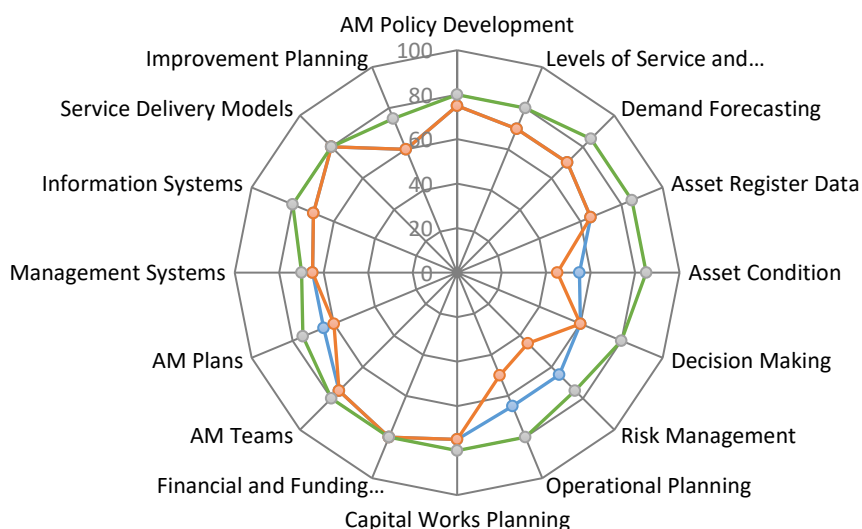 AM Policy Development
Levels of Service and...
Demand Forecasting
Asset Register Data
Asset Condition
Decision Making
Risk Management
Operational Planning
Capital Works Planning
Financial and Funding...
AM Teams
AM Plans
Management Systems
Information Systems
Service Delivery Models
Improvement Planning
100
80
60
40
20
0